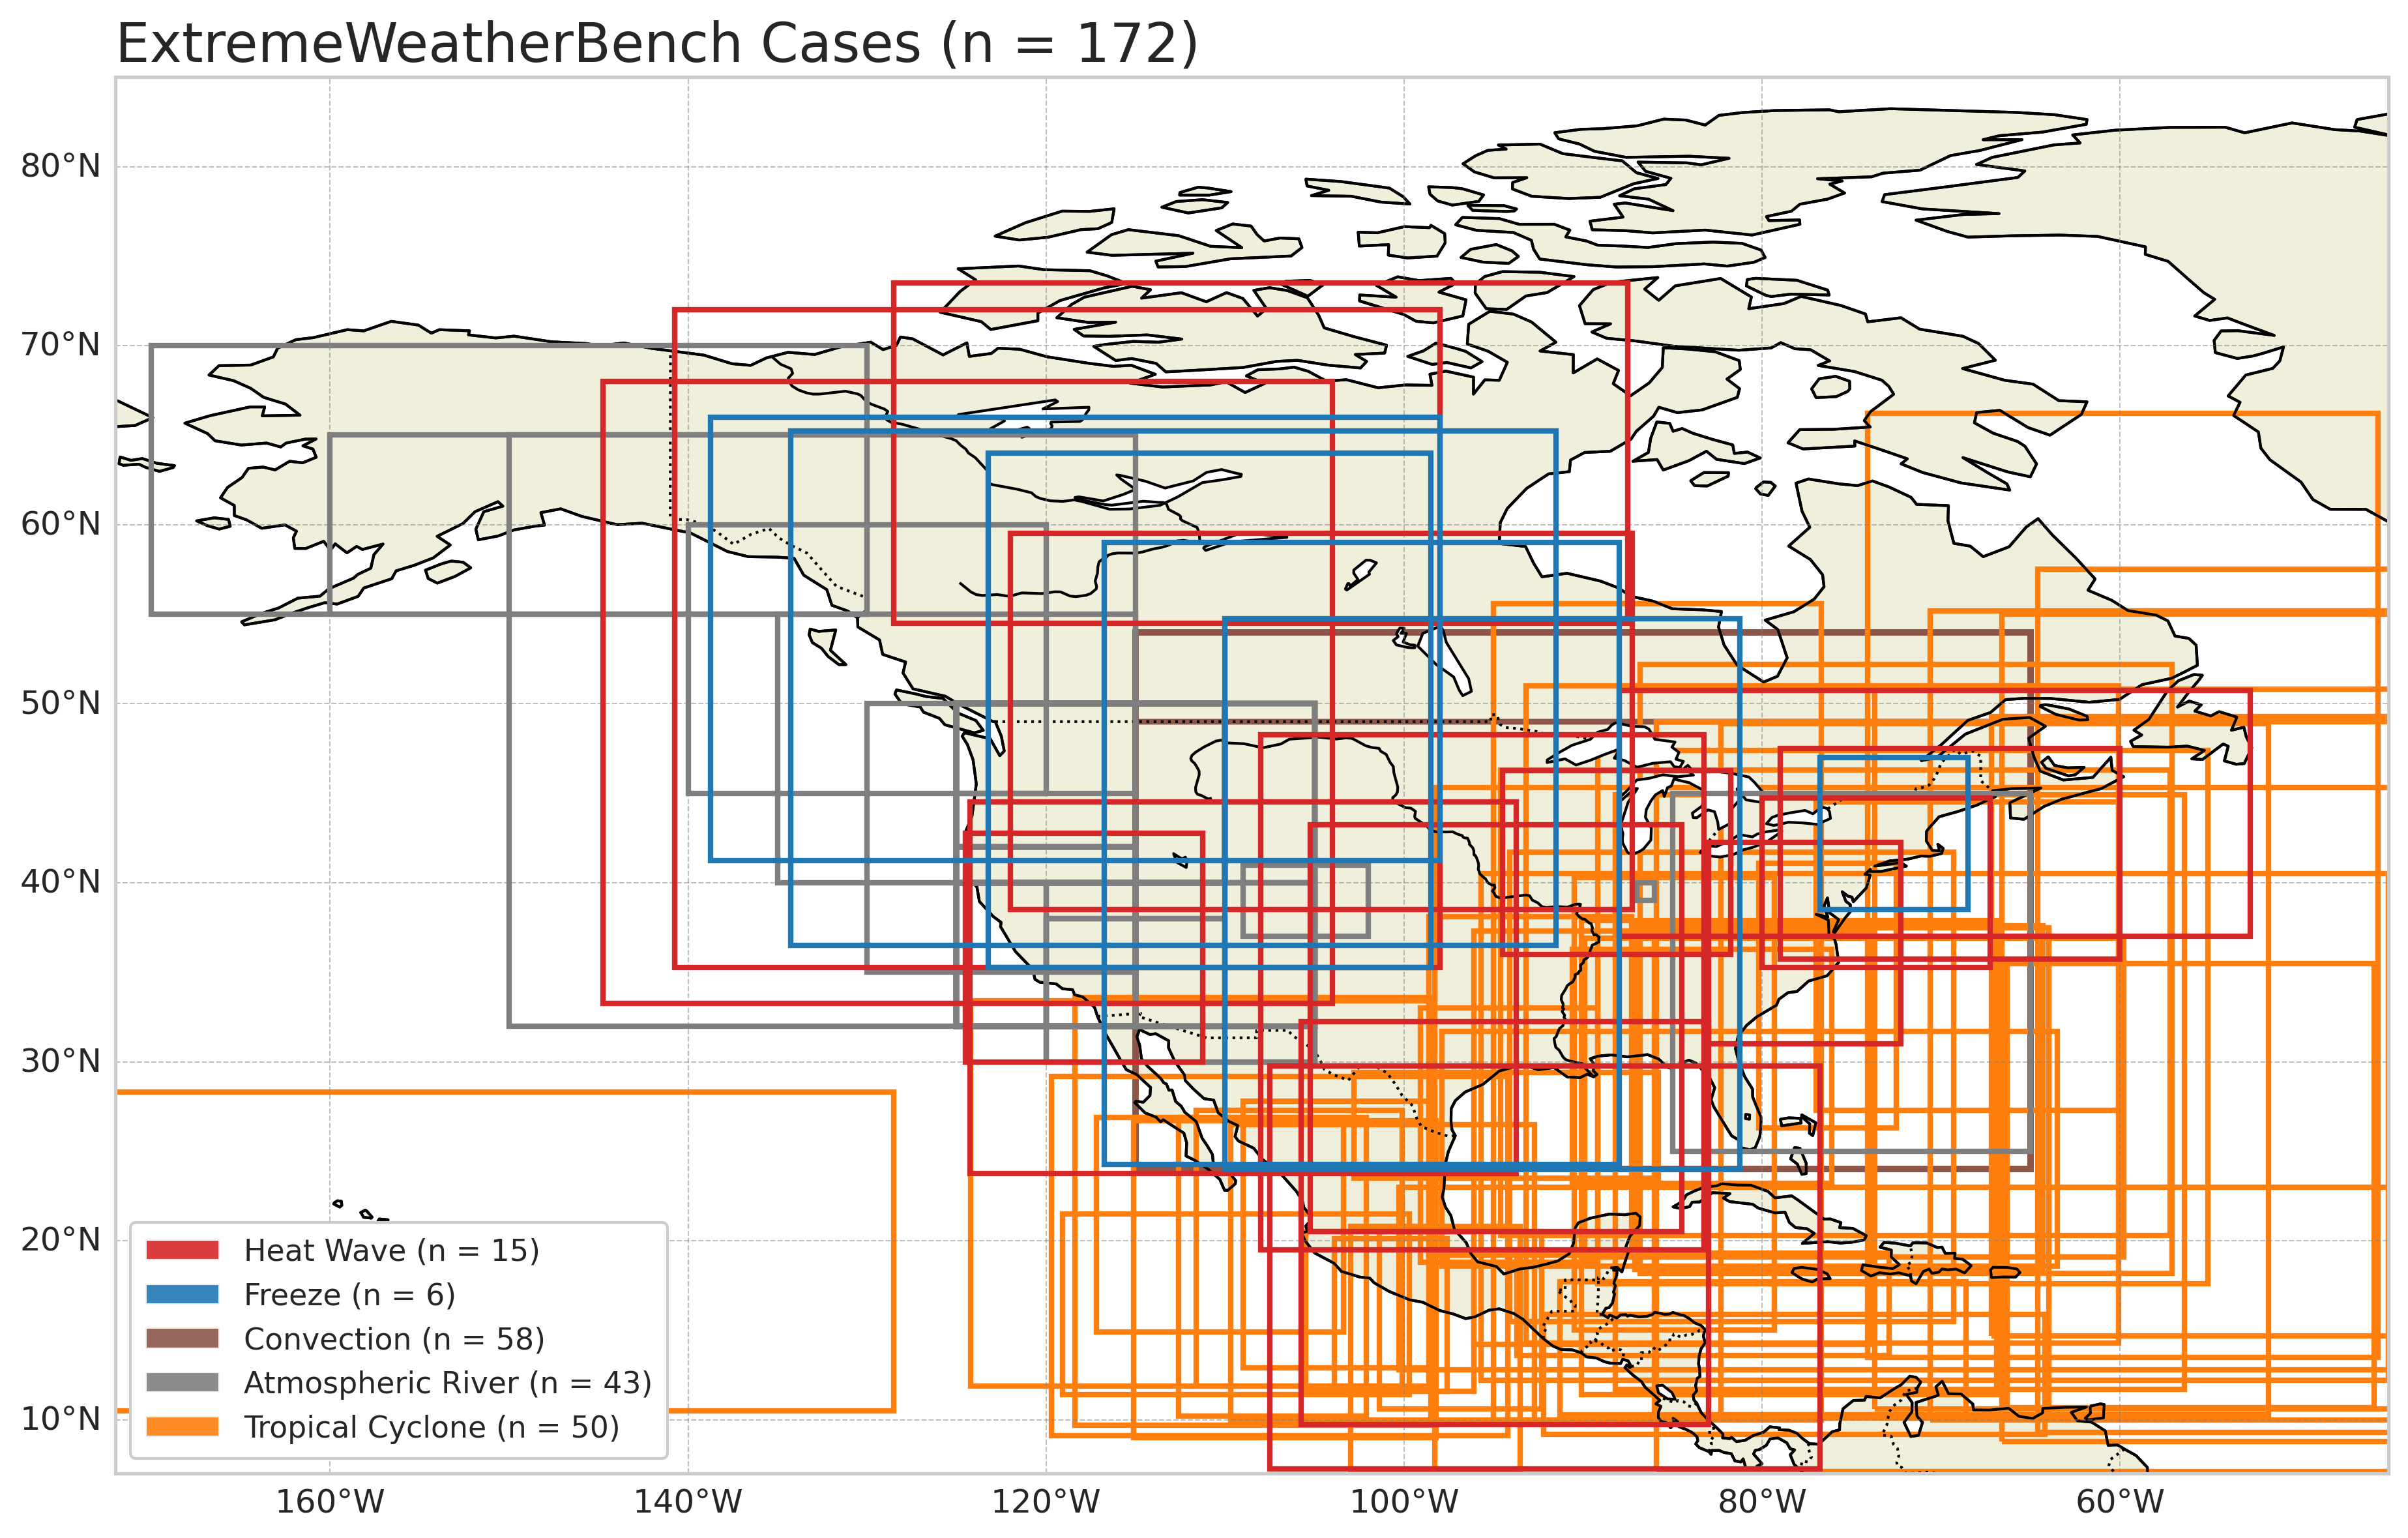 ExtremeWeatherBench Cases (n = 172)
80°N
70°N
60°N
50°N
40°N
30°N
20°N
10°N
Heat Wave (n = 15)
Freeze (n = 6)
Convection (n = 58)
Atmospheric River (n = 43)
Tropical Cyclone (n = 50)
160°W 140°W 120°W 100°W 80°W 60°W